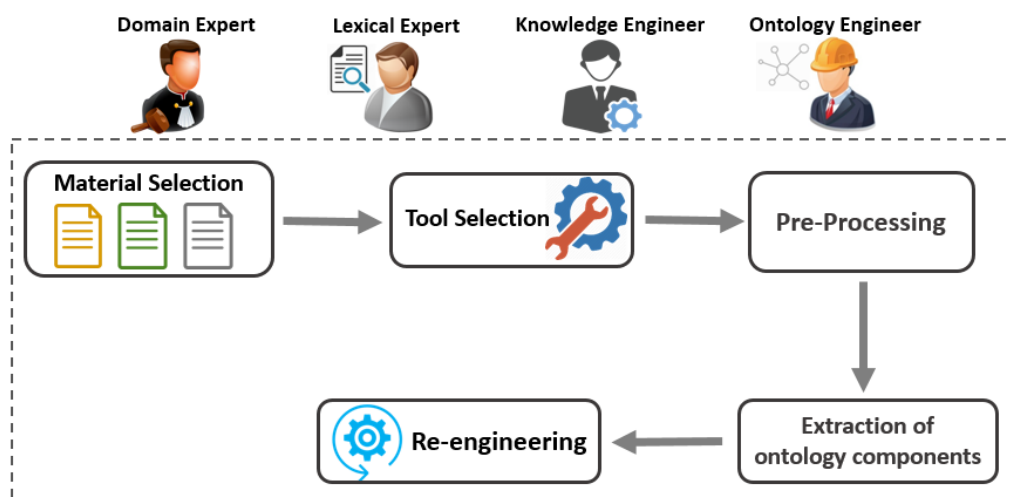 Domain Expert
Lexical Expert
Knowledge Engineer
Ontology Engineer
Material Selection
Tool Selection
Pre-Processing
Extraction of
ontology components
Re-engineering